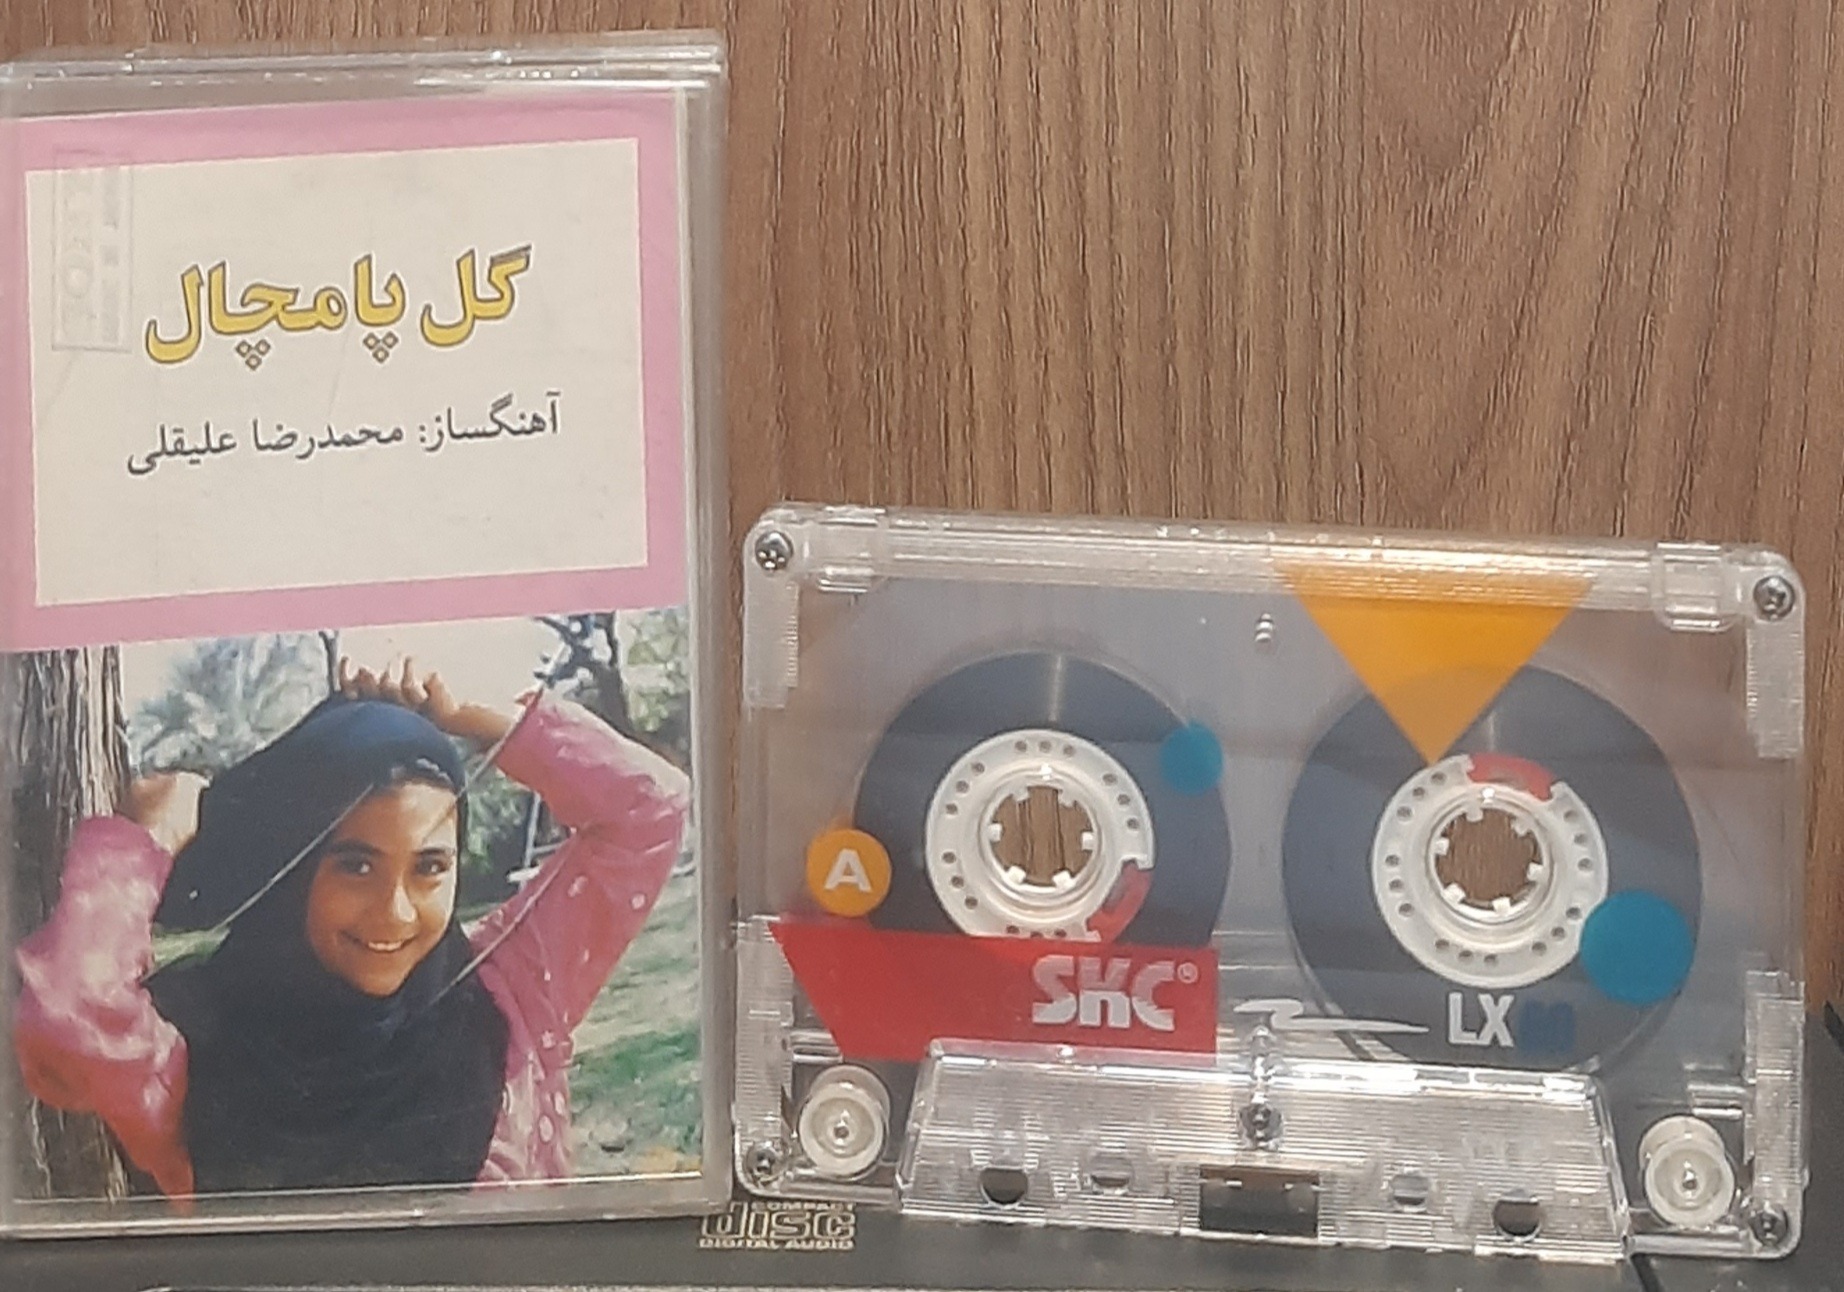 گل پامچال
آهنگساز: محمدرضا علیقلی
A
SKC®
LX
COMPACT
disc
DIGITAL AUDIO